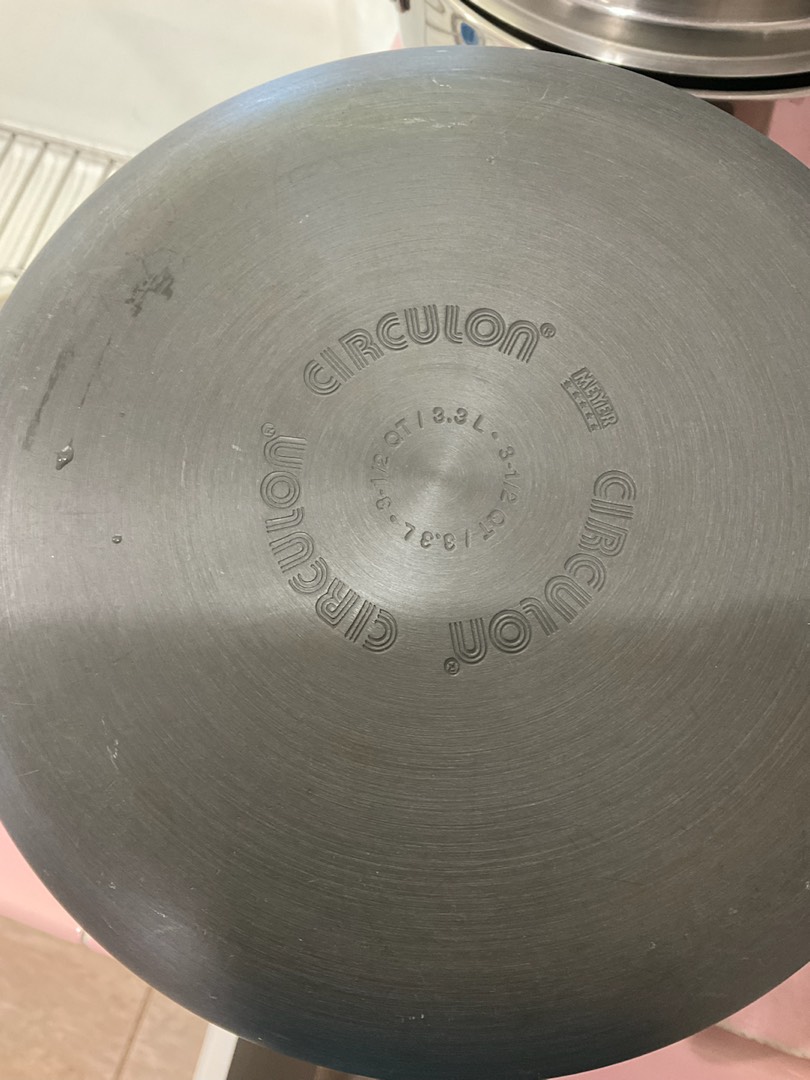 CIRCULON®
MEYER
CIRCULON®
CIRCULON®
3-1/2 QT / 3.3 L • 3-1/2 QT / 3.3 L •